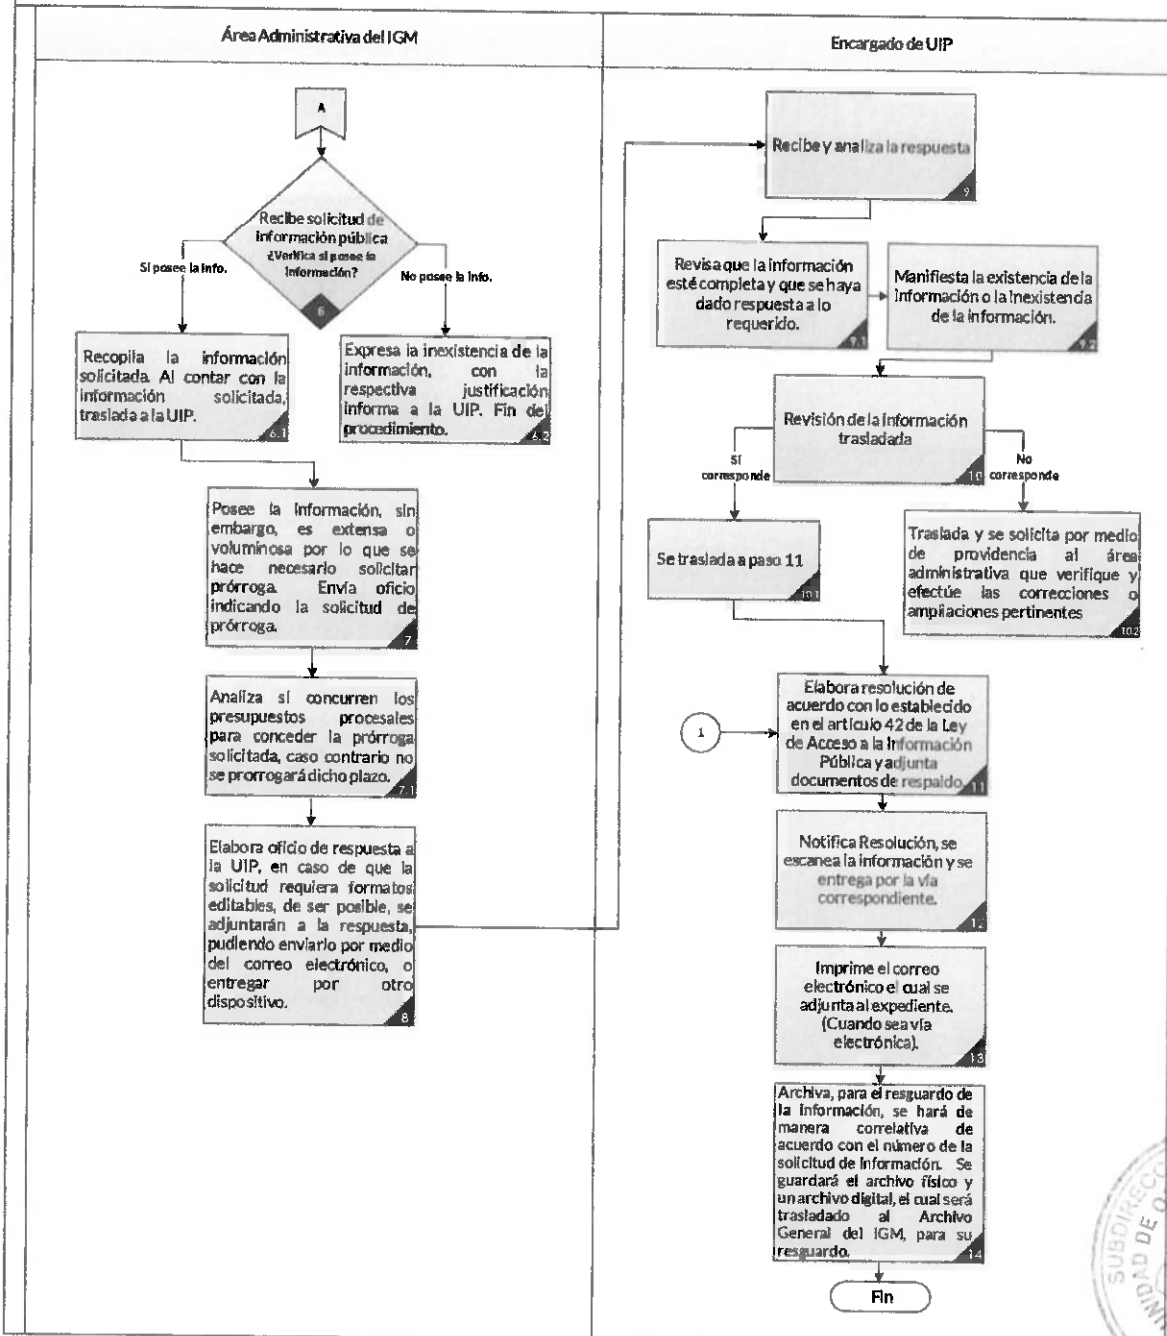 Área Administrativa del IGM
Encargado de UIP
A
Recibe solicitud de
información pública
¿Verifica si posee la
información?
6
Sí posee la info.
No posee la info.
Recopila la información
solicitada. Al contar con la
información solicitada,
traslada a la UIP.
6.1
Expresa la inexistencia de la
información, con la
respectiva justificación
informa a la UIP. Fin del
procedimiento.
6.2
Posee la información, sin
embargo, es extensa o
voluminosa por lo que se
hace necesario solicitar
prórroga. Envía oficio
indicando la solicitud de
prórroga.
7
Analiza si concurren los
presupuestos procesales
para conceder la prórroga
solicitada, caso contrario no
se prorrogará dicho plazo.
7.1
Elabora oficio de respuesta a
la UIP, en caso de que la
solicitud requiera formatos
editables, de ser posible, se
adjuntarán a la respuesta,
pudiendo enviarlo por medio
del correo electrónico, o
entregar por otro
dispositivo.
8
Recibe y analiza la respuesta
9
Revisa que la información
esté completa y que se haya
dado respuesta a lo
requerido.
9.1
Manifiesta la existencia de la
información o la inexistencia
de la información.
9.2
Revisión de la información
trasladada
10
Sí
corresponde
No
corresponde
Se traslada a paso 11
10.1
Traslada y se solicita por medio
de providencia al área
administrativa que verifique y
efectúe las correcciones o
ampliaciones pertinentes
10.2
1
Elabora resolución de
acuerdo con lo establecido
en el artículo 42 de la Ley
de Acceso a la Información
Pública y adjunta
documentos de respaldo.
11
Notifica Resolución, se
escanea la información y se
entrega por la vía
correspondiente.
12
Imprime el correo
electrónico el cual se
adjunta al expediente.
(Cuando sea vía
electrónica).
13
Archiva, para el resguardo de
la información, se hará de
manera correlativa de
acuerdo con el número de la
solicitud de información. Se
guardará el archivo físico y
un archivo digital, el cual será
trasladado al Archivo
General del IGM, para su
resguardo.
14
Fin